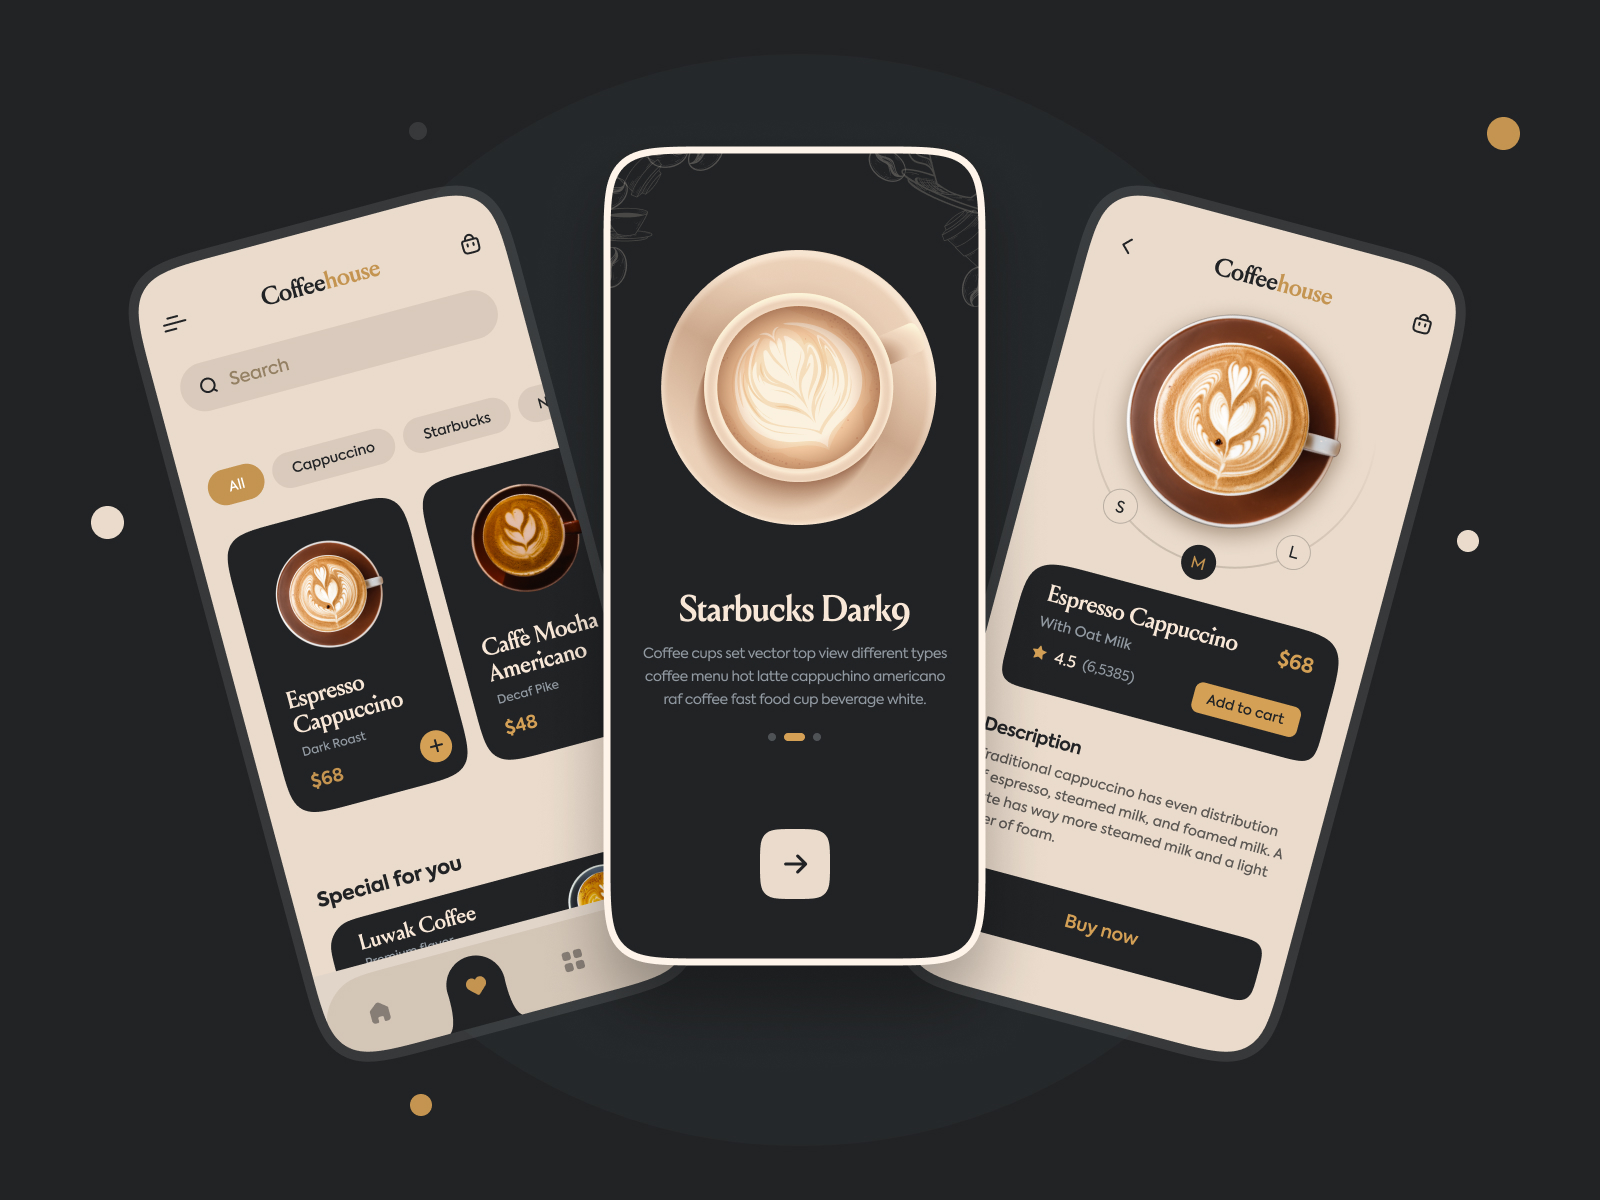 Coffeehouse
Search
All
Cappuccino
Starbucks
Espresso
Cappuccino
Dark Roast
$68
Caffe Mocha
Americano
Decaf Pike
$48
Special for you
Luwak Coffee
Premium flavor
Starbucks Dark9
Coffee cups set vector top view different types
coffee menu hot latte cappuchino americano
raf coffee fast food cup beverage white.
Coffeehouse
S
M
L
Espresso Cappuccino
With Oat Milk
$68
4.5 (6,5385)
Add to cart
Description
raditional cappuccino has even distribution
f espresso, steamed milk, and foamed milk. A
tte has way more steamed milk and a light
er of foam.
Buy now